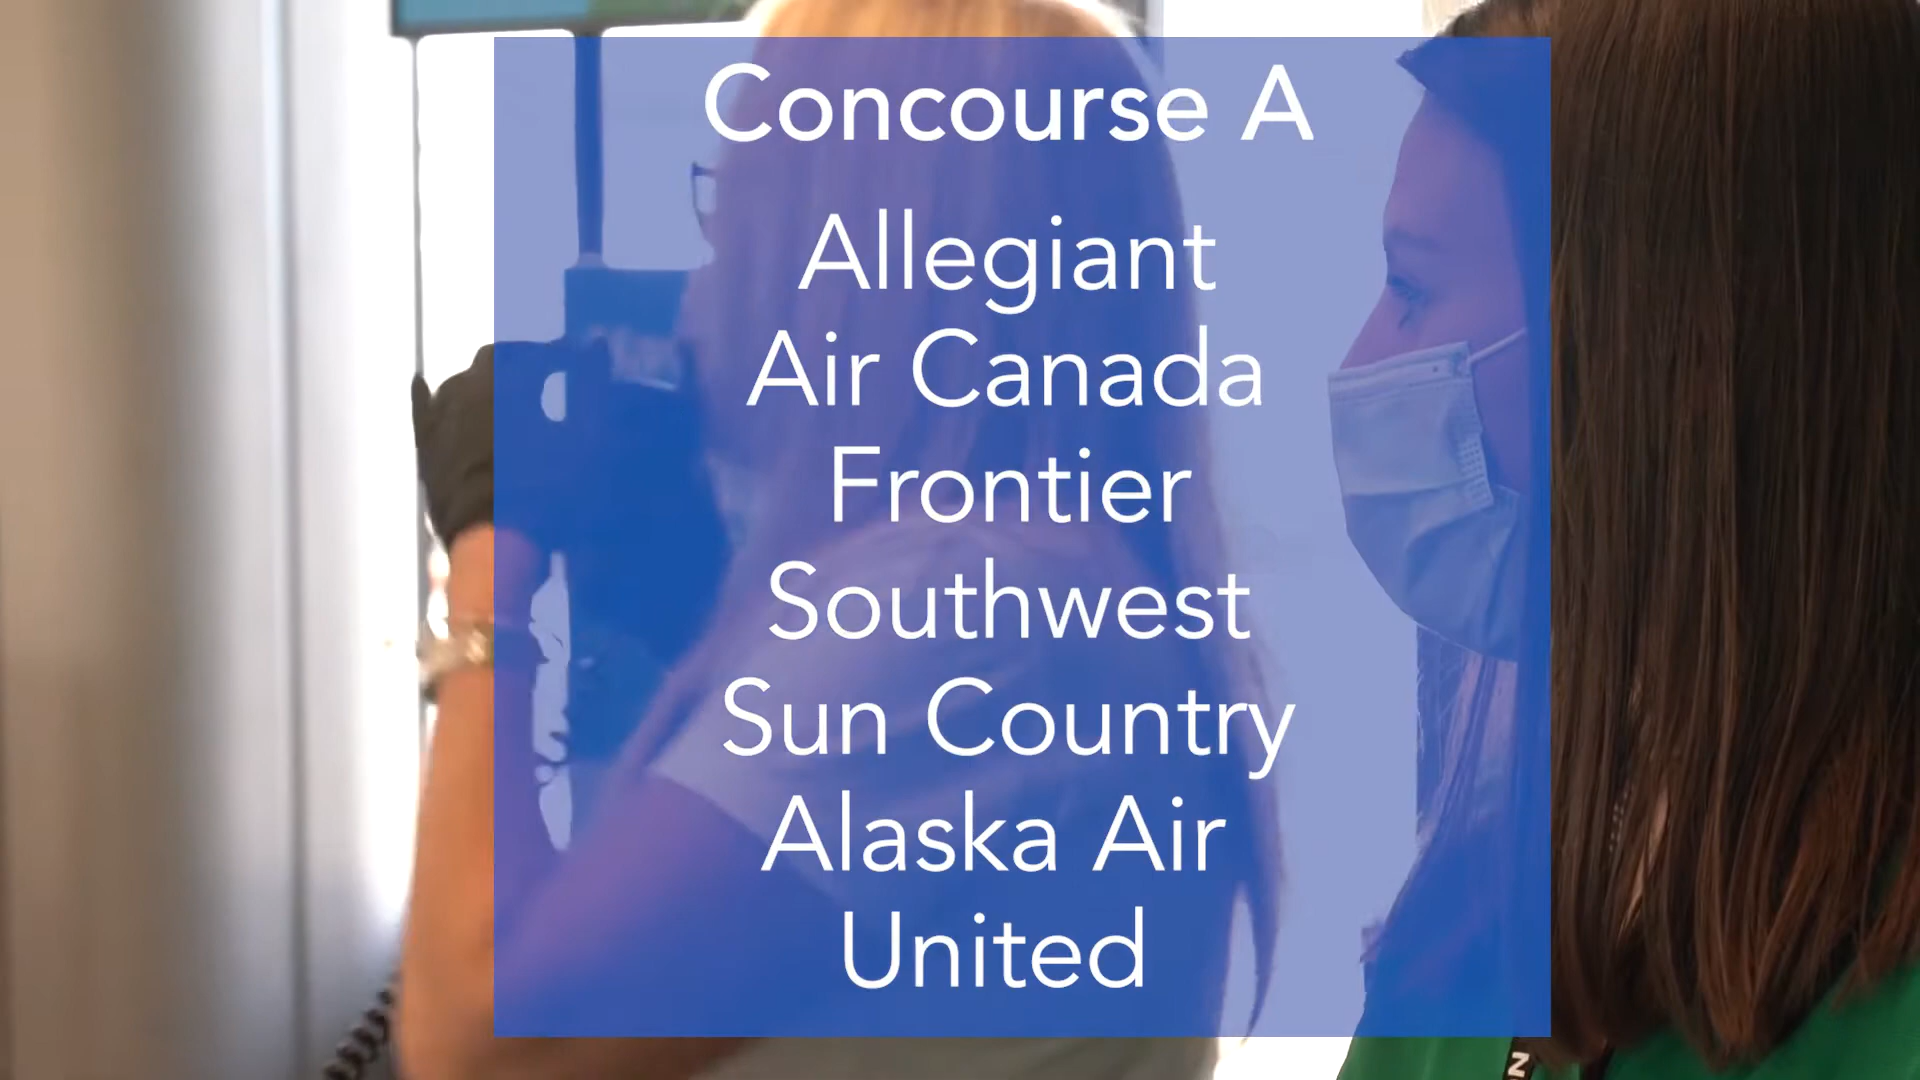 Concourse A
Allegiant
Air Canada
Frontier
Southwest
Sun Country
Alaska Air
United